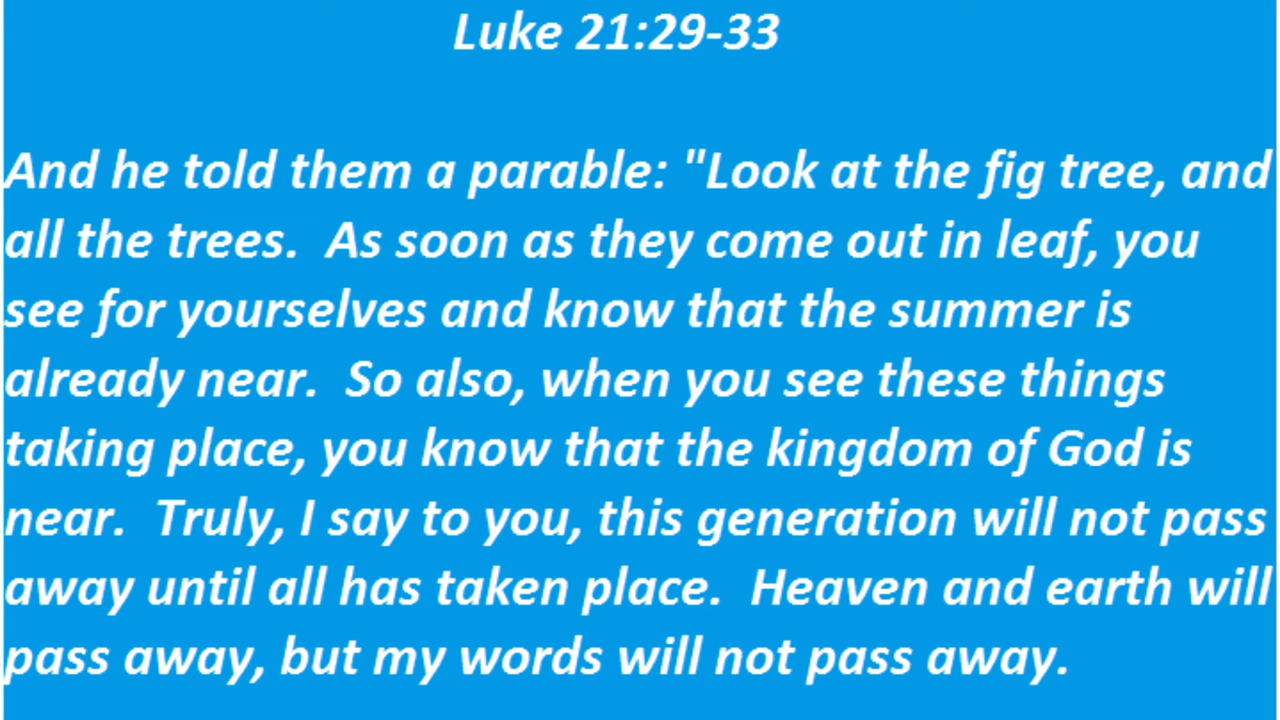 Luke 21:29-33
And he told them a parable: "Look at the fig tree, and
all the trees.  As soon as they come out in leaf, you
see for yourselves and know that the summer is
already near.  So also, when you see these things
taking place, you know that the kingdom of God is
near.  Truly, I say to you, this generation will not pass
away until all has taken place.  Heaven and earth will
pass away, but my words will not pass away.